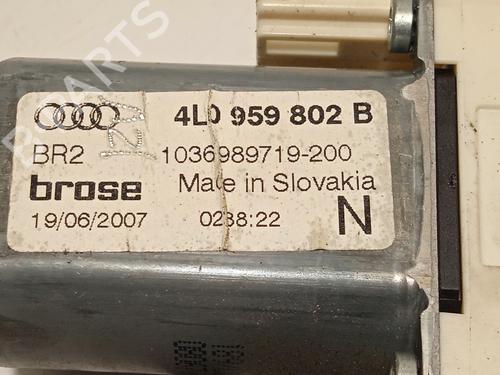 4L0 959 802 B
BR2 1036989719-200
brose Made in Slovakia
19/06/2007 0238:22 N